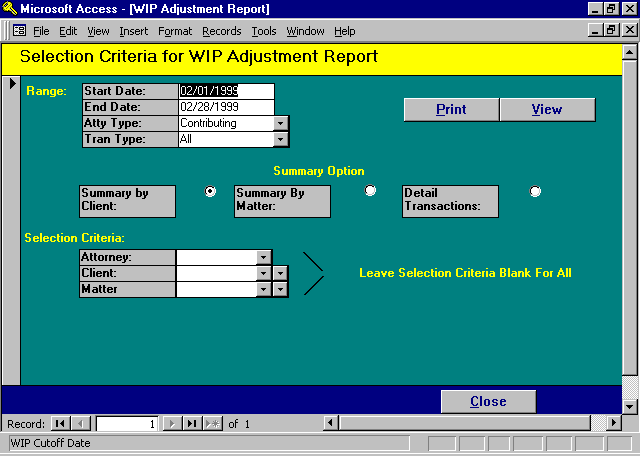 Microsoft Access - [WIP Adjustment Report]
File Edit View Insert Format Records Tools Window Help
Selection Criteria for WIP Adjustment Report
Range: Start Date: 02/01/1999
End Date: 02/28/1999
Atty Type: Contributing
Tran Type: All
Print View
Summary Option
Summary by Client:
Summary By Matter:
Detail Transactions:
Selection Criteria:
Attorney:
Client:
Matter
Leave Selection Criteria Blank For All
Close
Record: 1 of 1
WIP Cutoff Date